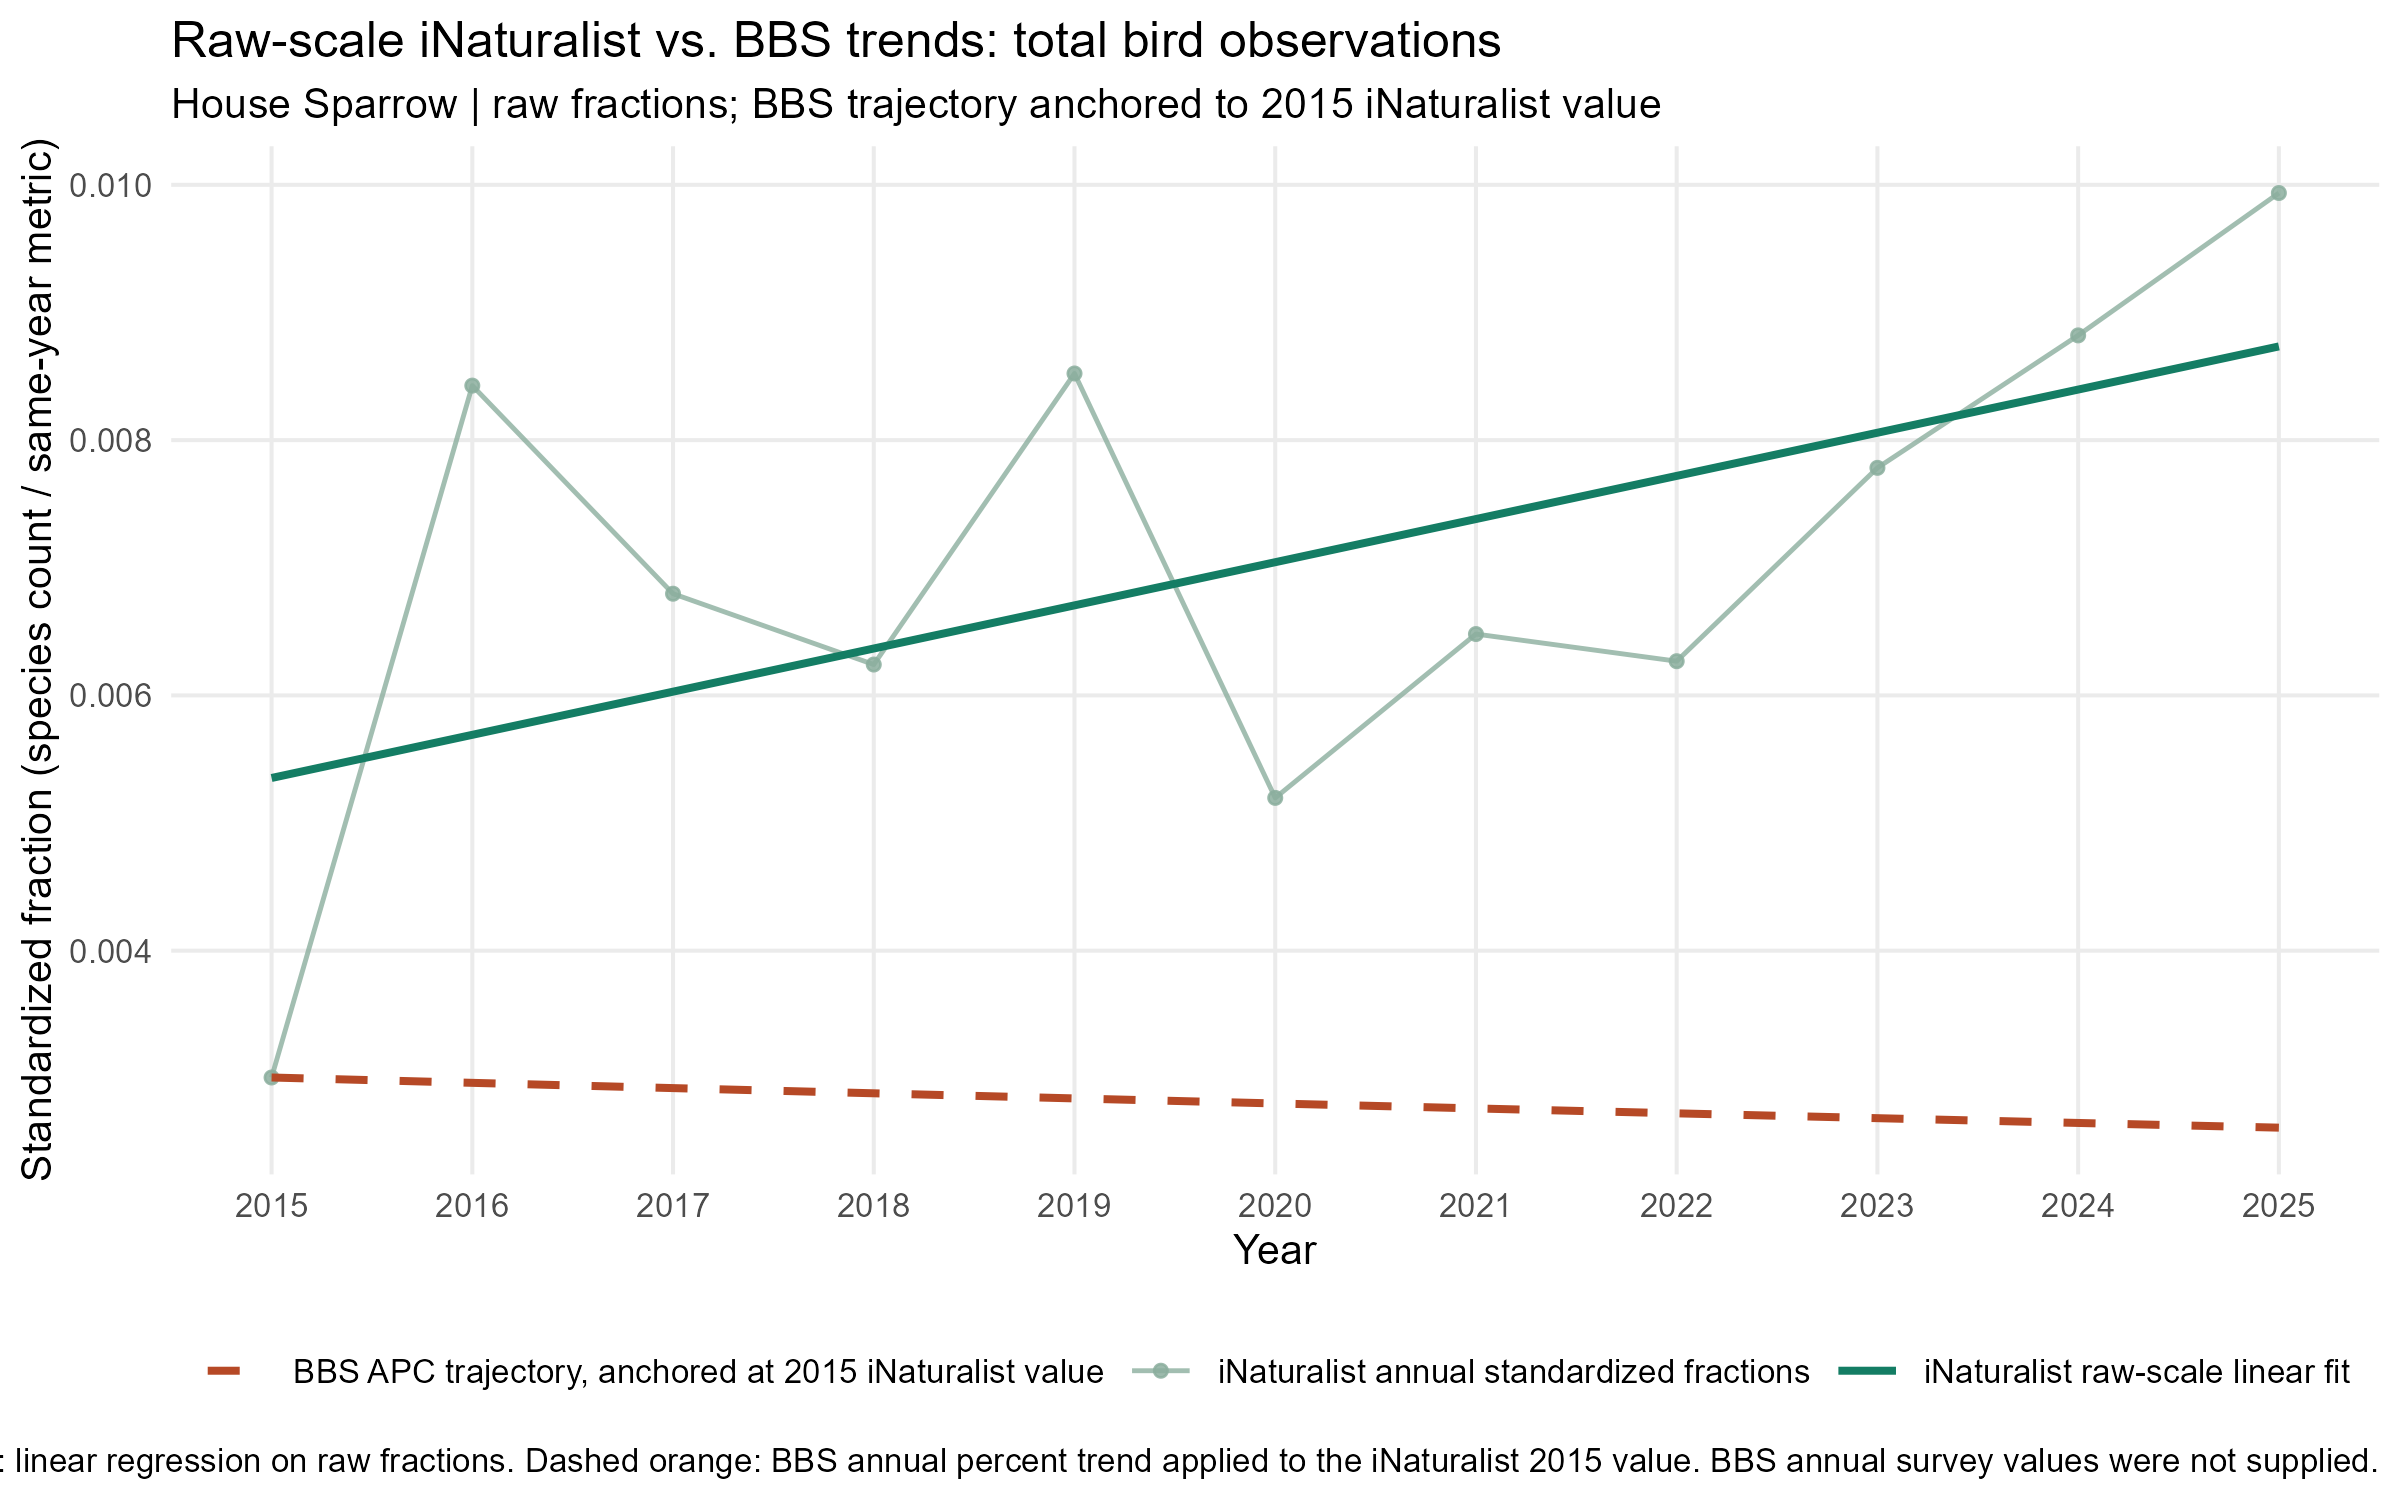 Raw-scale iNaturalist vs. BBS trends: total bird observations
House Sparrow | raw fractions; BBS trajectory anchored to 2015 iNaturalist value
Standardized fraction (species count / same-year metric)
0.010
0.008
0.006
0.004
2015 2016 2017 2018 2019 2020 2021 2022 2023 2024 2025
Year
BBS APC trajectory, anchored at 2015 iNaturalist value iNaturalist annual standardized fractions iNaturalist raw-scale linear fit
: linear regression on raw fractions. Dashed orange: BBS annual percent trend applied to the iNaturalist 2015 value. BBS annual survey values were not supplied.